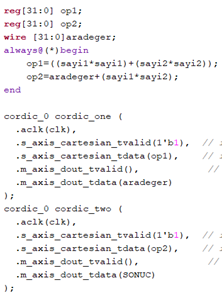 reg[31:0] op1;
reg[31:0] op2;
wire [31:0]aradeger;
always@(*)begin
op1=((sayi1*sayi1)+(sayi2*sayi2));
op2=aradeger+(sayi1*sayi2);
end
cordic_0 cordic_one (
.aclk(clk),
.s_axis_cartesian_tvalid(1'b1), //
.s_axis_cartesian_tdata(op1), //
.m_axis_dout_tvalid(), //
.m_axis_dout_tdata(aradeger)
);
cordic_0 cordic_two (
.aclk(clk),
.s_axis_cartesian_tvalid(1'b1), //
.s_axis_cartesian_tdata(op2), //
.m_axis_dout_tvalid(), //
.m_axis_dout_tdata(SONUC)
);